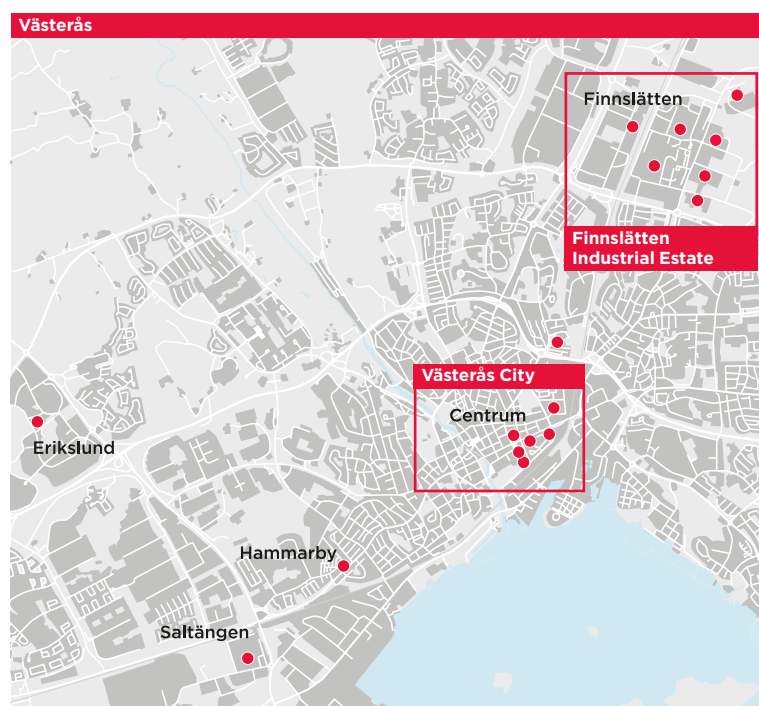 Västerås
Finnslätten
Finnslätten
Industrial Estate
Västerås City
Centrum
Erikslund
Hammarby
Saltängen